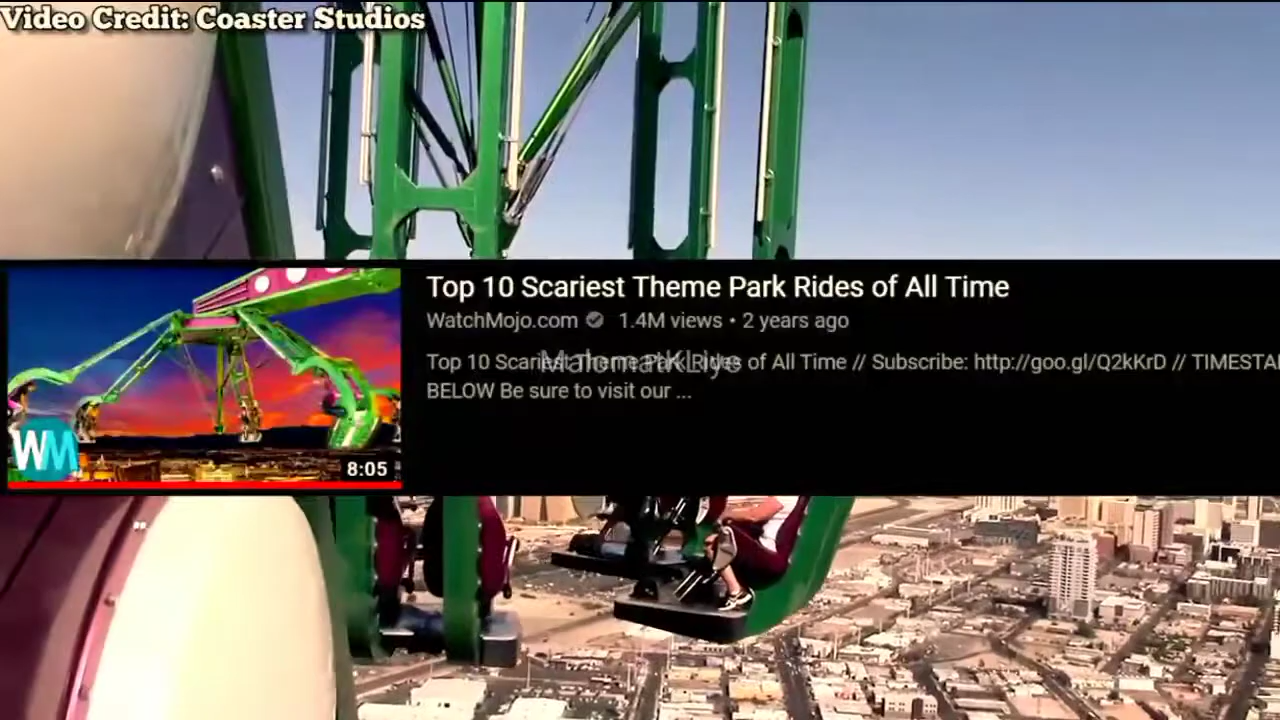 Video Credit: Coaster Studios
Top 10 Scariest Theme Park Rides of All Time
WatchMojo.com 1.4M views • 2 years ago
Top 10 Scariest Theme Park Rides of All Time // Subscribe: http://goo.gl/Q2kKrD //
BELOW Be sure to visit our ...
WM
8:05